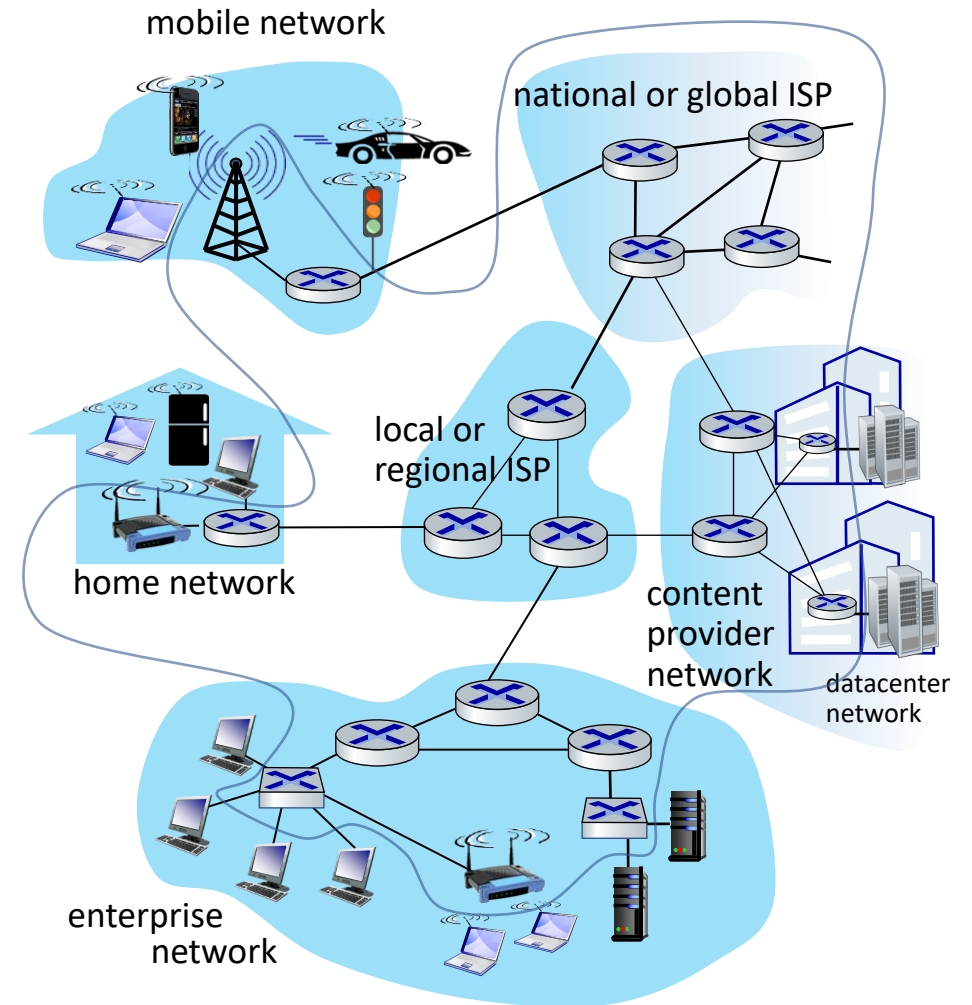 mobile network
national or global ISP
local or
regional ISP
home network
content
provider
network
datacenter
network
enterprise
network